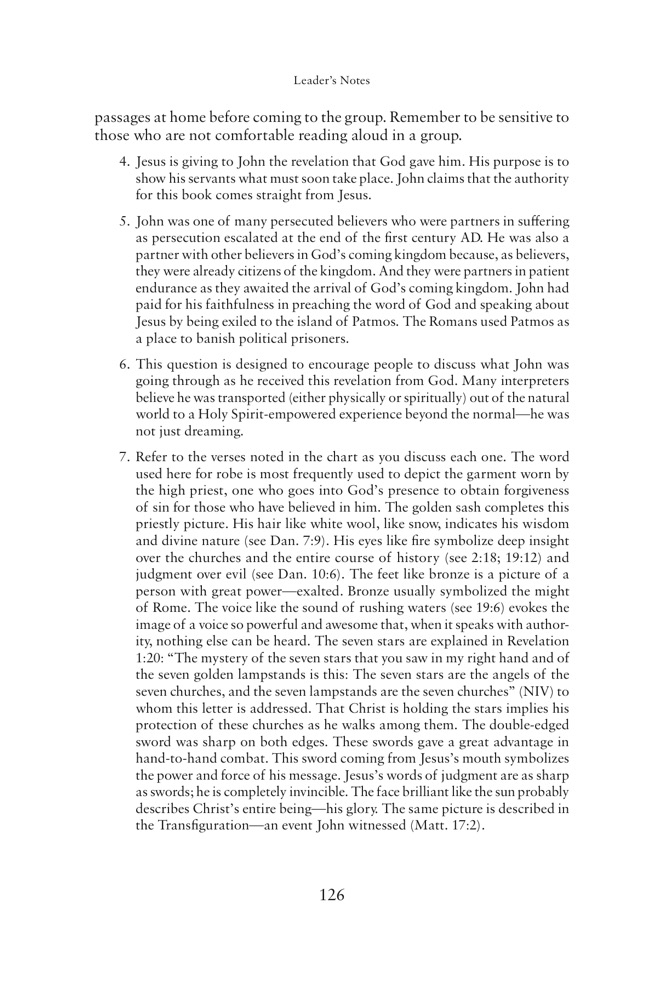 Leader's Notes
passages at home before coming to the group. Remember to be sensitive to
those who are not comfortable reading aloud in a group.
4. Jesus is giving to John the revelation that God gave him. His purpose is to
show his servants what must soon take place. John claims that the authority
for this book comes straight from Jesus.
5. John was one of many persecuted believers who were partners in suffering
as persecution escalated at the end of the first century AD. He was also a
partner with other believers in God's coming kingdom because, as believers,
they were already citizens of the kingdom. And they were partners in patient
endurance as they awaited the arrival of God's coming kingdom. John had
paid for his faithfulness in preaching the word of God and speaking about
Jesus by being exiled to the island of Patmos. The Romans used Patmos as
a place to banish political prisoners.
6. This question is designed to encourage people to discuss what John was
going through as he received this revelation from God. Many interpreters
believe he was transported (either physically or spiritually) out of the natural
world to a Holy Spirit-empowered experience beyond the normal—he was
not just dreaming.
7. Refer to the verses noted in the chart as you discuss each one. The word
used here for robe is most frequently used to depict the garment worn by
the high priest, one who goes into God's presence to obtain forgiveness
of sin for those who have believed in him. The golden sash completes this
priestly picture. His hair like white wool, like snow, indicates his wisdom
and divine nature (see Dan. 7:9). His eyes like fire symbolize deep insight
over the churches and the entire course of history (see 2:18; 19:12) and
judgment over evil (see Dan. 10:6). The feet like bronze is a picture of a
person with great power—exalted. Bronze usually symbolized the might
of Rome. The voice like the sound of rushing waters (see 19:6) evokes the
image of a voice so powerful and awesome that, when it speaks with author-
ity, nothing else can be heard. The seven stars are explained in Revelation
1:20: "The mystery of the seven stars that you saw in my right hand and of
the seven golden lampstands is this: The seven stars are the angels of the
seven churches, and the seven lampstands are the seven churches" (NIV) to
whom this letter is addressed. That Christ is holding the stars implies his
protection of these churches as he walks among them. The double-edged
sword was sharp on both edges. These swords gave a great advantage in
hand-to-hand combat. This sword coming from Jesus's mouth symbolizes
the power and force of his message. Jesus's words of judgment are as sharp
as swords; he is completely invincible. The face brilliant like the sun probably
describes Christ's entire being—his glory. The same picture is described in
the Transfiguration—an event John witnessed (Matt. 17:2).
126